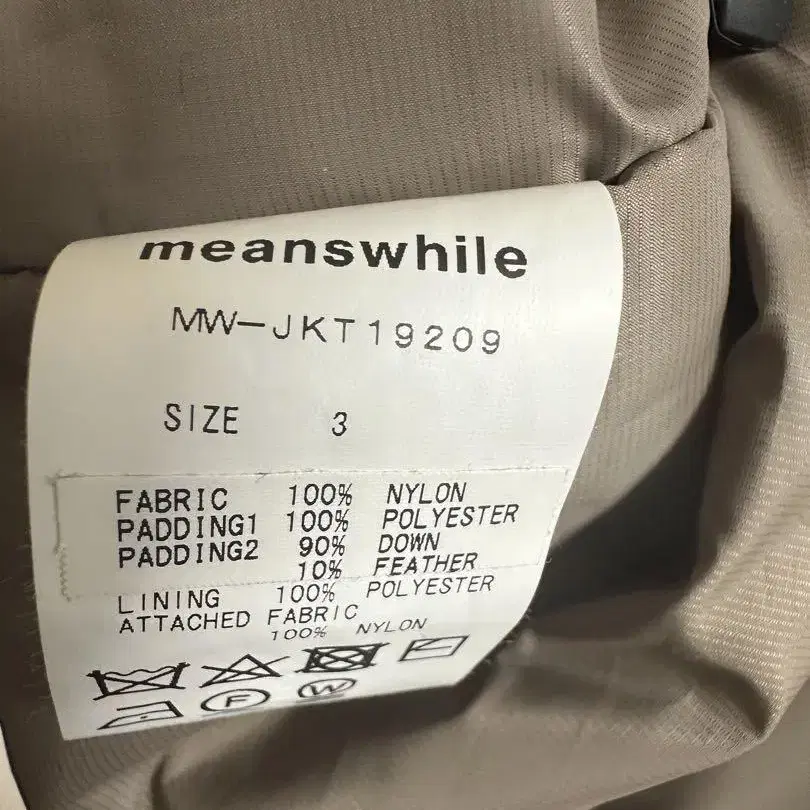 meanswhile
MW-JKT19209
SIZE 3
FABRIC 100% NYLON
PADDING1 100% POLYESTER
PADDING2 90% DOWN
10% FEATHER
LINING 100% POLYESTER
ATTACHED FABRIC
100% NYLON
F W